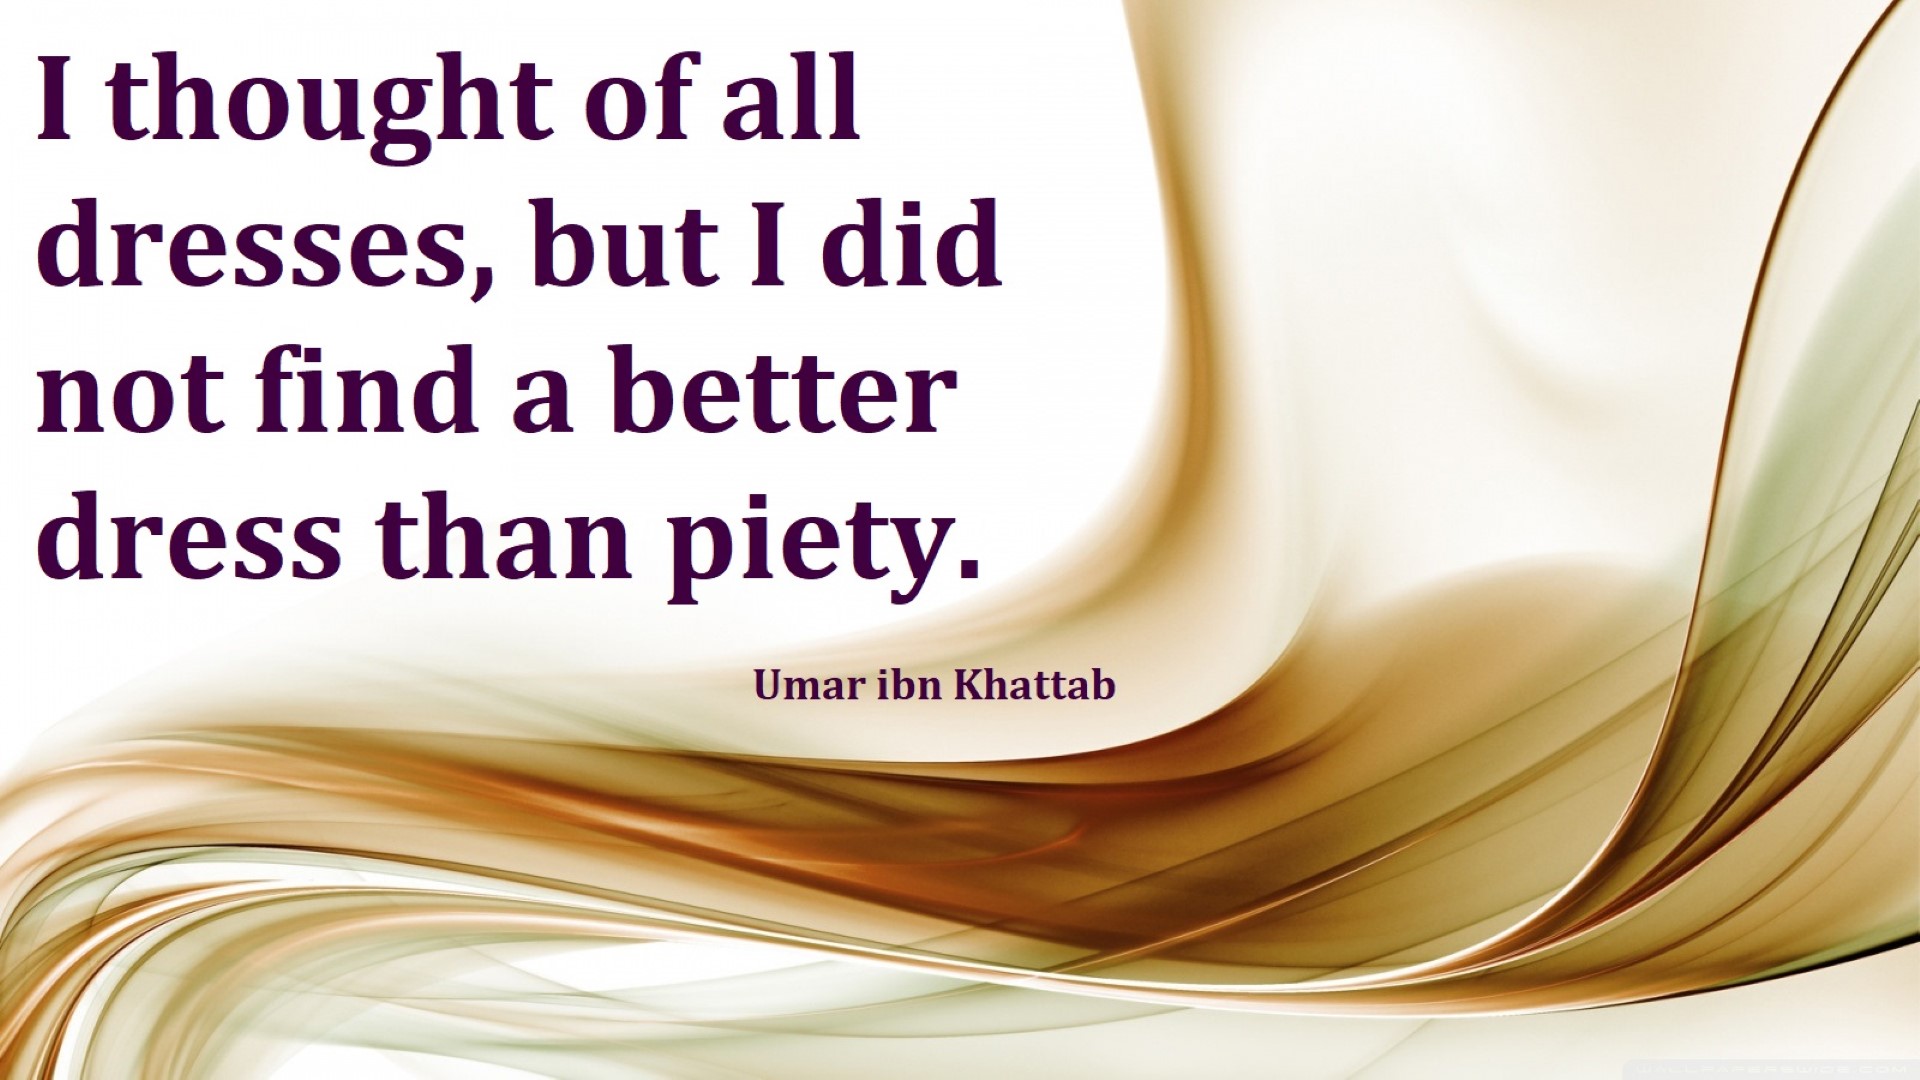 I thought of all
dresses, but I did
not find a better
dress than piety.
Umar ibn Khattab